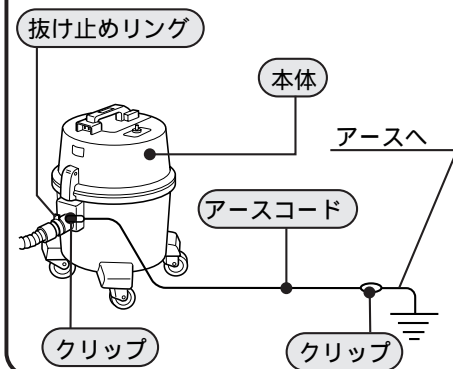 抜け止めリング
本体
アースへ
アースコード
クリップ
クリップ